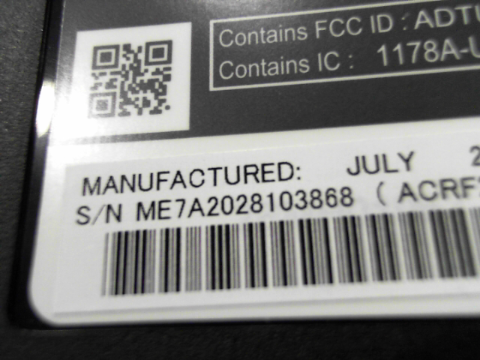 Contains FCC ID : ADTU
Contains IC : 1178A-U
MANUFACTURED: JULY 2
S/N ME7A2028103868 ( ACRF